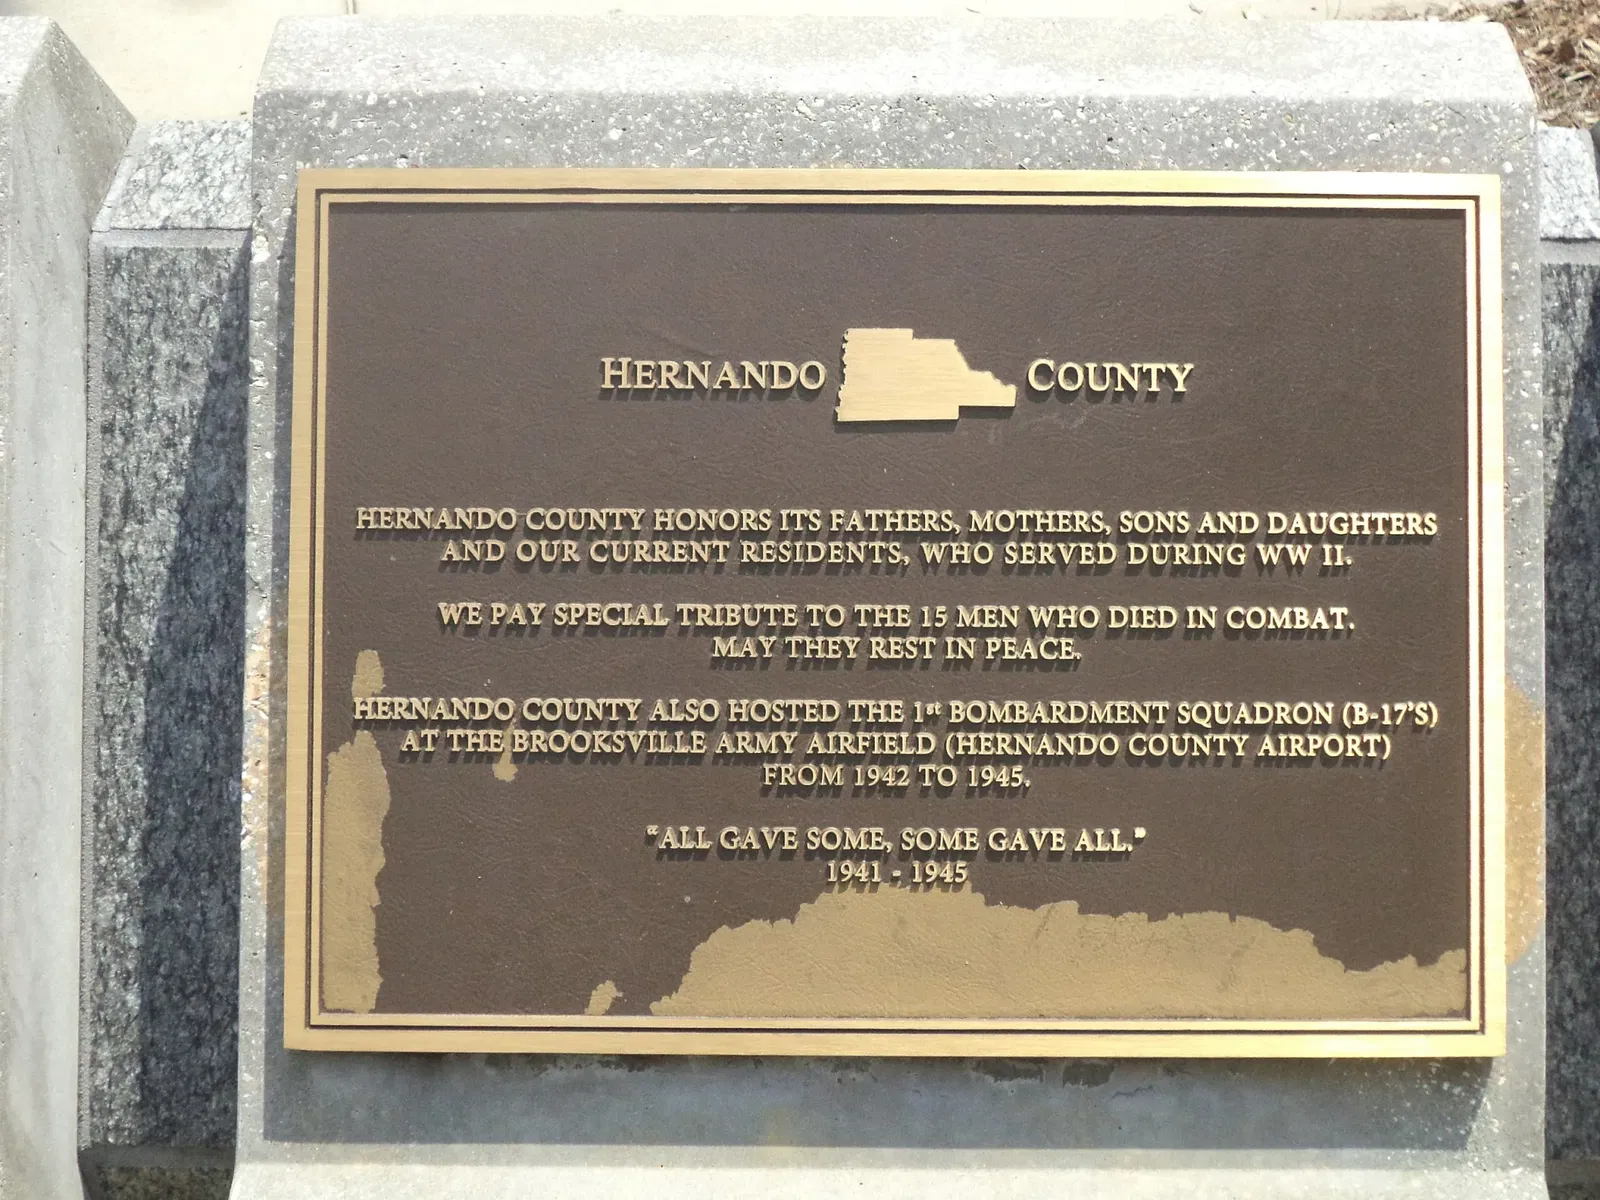 HERNANDO COUNTY
HERNANDO COUNTY HONORS ITS FATHERS, MOTHERS, SONS AND DAUGHTERS
AND OUR CURRENT RESIDENTS, WHO SERVED DURING WW II.
WE PAY SPECIAL TRIBUTE TO THE 15 MEN WHO DIED IN COMBAT.
MAY THEY REST IN PEACE.
HERNANDO COUNTY ALSO HOSTED THE 1st BOMBARDMENT SQUADRON (B-17'S)
AT THE BROOKSVILLE ARMY AIRFIELD (HERNANDO COUNTY AIRPORT)
FROM 1942 TO 1945.
"ALL GAVE SOME, SOME GAVE ALL."
1941 - 1945